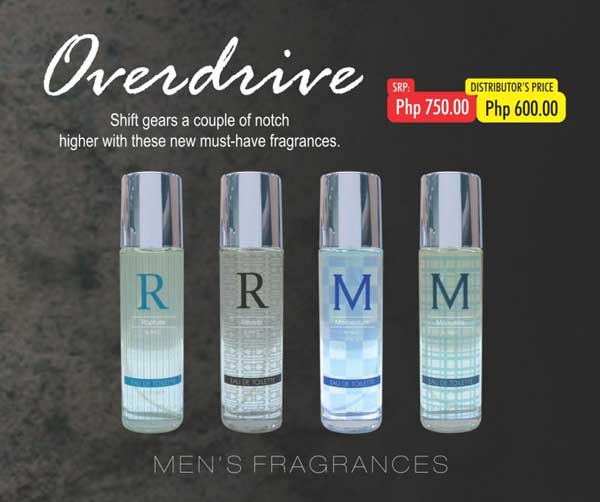 Overdrive
Shift gears a couple of notch
higher with these new must-have fragrances.
SRP:
Php 750.00
DISTRIBUTOR'S PRICE
Php 600.00
R
Rapture
EAU DE TOILETTE
R
EAU DE TOILETTE
M
EAU DE TOILETTE
M
EAU DE TOILETTE
MEN'S FRAGRANCES